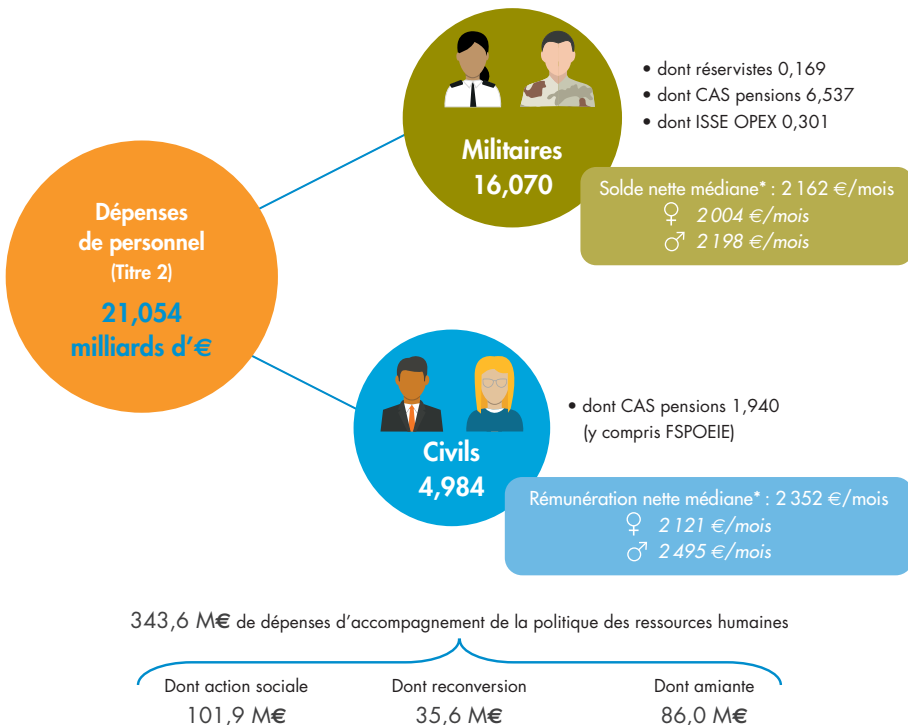 Dépenses
de personnel
(Titre 2)
21,054
milliards d'€
Militaires
16,070
• dont réservistes 0,169
• dont CAS pensions 6,537
• dont ISSE OPEX 0,301
Solde nette médiane* : 2 162 €/mois
♀ 2 004 €/mois
♂ 2 198 €/mois
Civils
4,984
• dont CAS pensions 1,940
(y compris FSPOEIE)
Rémunération nette médiane* : 2 352 €/mois
♀ 2 121 €/mois
♂ 2 495 €/mois
343,6 M€ de dépenses d'accompagnement de la politique des ressources humaines
Dont action sociale
101,9 M€
Dont reconversion
35,6 M€
Dont amiante
86,0 M€